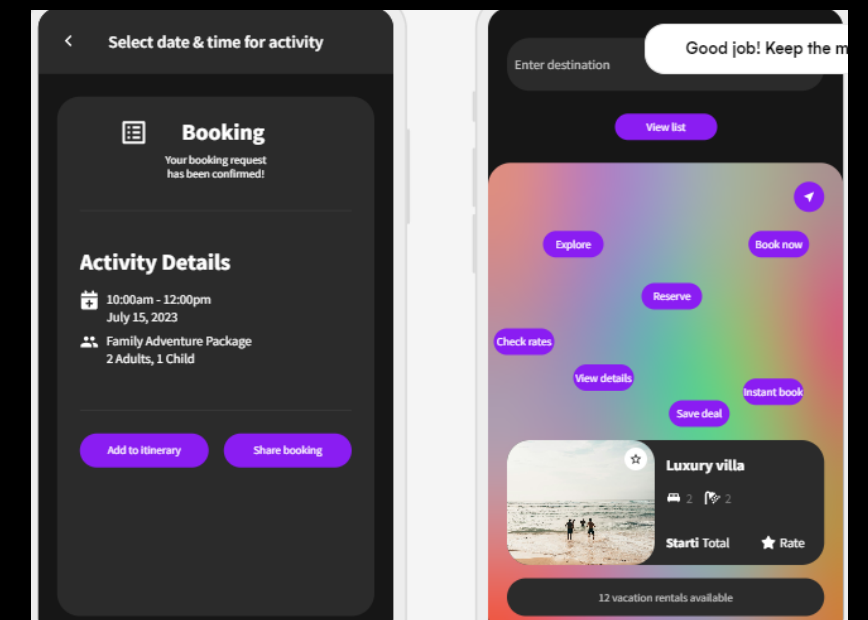 Select date & time for activity
Booking
Your booking request
has been confirmed!
Activity Details
10:00am - 12:00pm
July 15, 2023
Family Adventure Package
2 Adults, 1 Child
Add to itinerary
Share booking
Good job! Keep the m
Enter destination
View list
Explore
Book now
Reserve
Check rates
View details
Instant book
Save deal
Luxury villa
2 2
Starti Total Rate
12 vacation rentals available